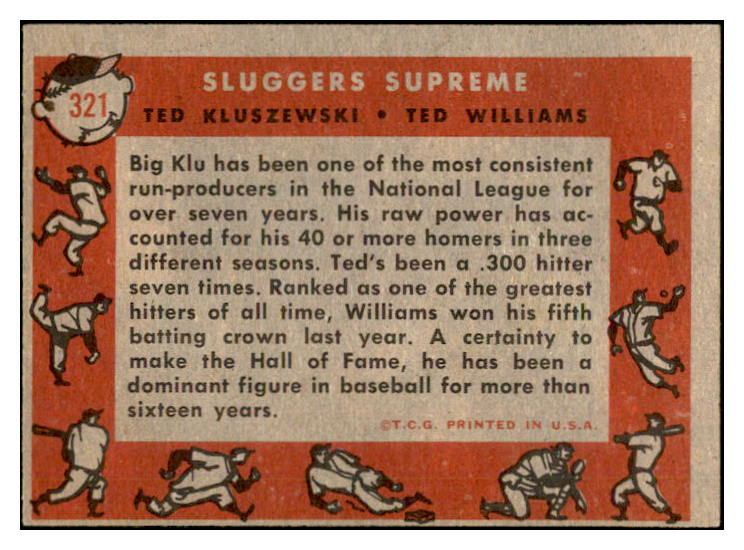 SLUGGERS SUPREME
321
TED KLUSZEWSKI • TED WILLIAMS
Big Klu has been one of the most consistent
run-producers in the National League for
over seven years. His raw power has ac-
counted for his 40 or more homers in three
different seasons. Ted's been a .300 hitter
seven times. Ranked as one of the greatest
hitters of all time, Williams won his fifth
batting crown last year. A certainty to
make the Hall of Fame, he has been a
dominant figure in baseball for more than
sixteen years.
©T.C.G. PRINTED IN U.S.A.